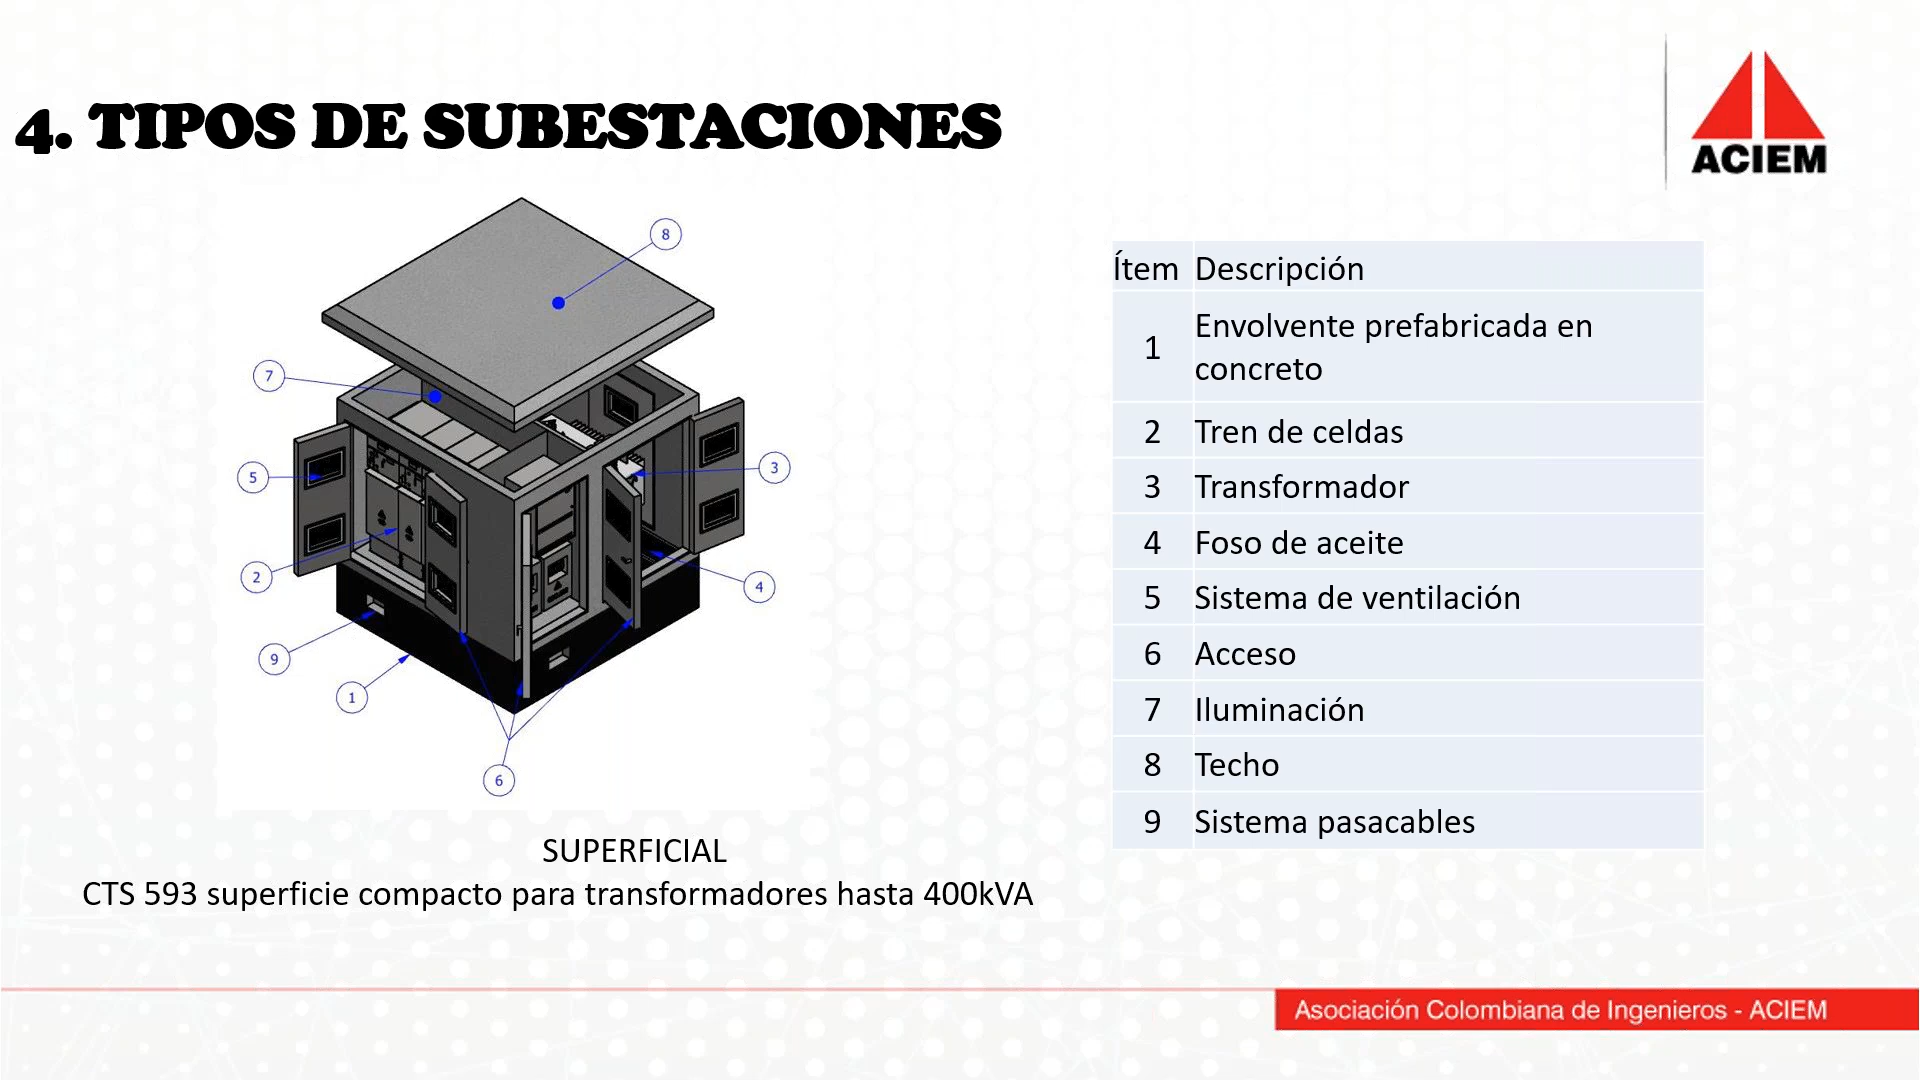 4. TIPOS DE SUBESTACIONES
ACIEM
8
7
3
5
2
4
9
1
6
Ítem Descripción
1 Envolvente prefabricada en
concreto
2 Tren de celdas
3 Transformador
4 Foso de aceite
5 Sistema de ventilación
6 Acceso
7 Iluminación
8 Techo
9 Sistema pasacables
SUPERFICIAL
CTS 593 superficie compacto para transformadores hasta 400kVA
Asociación Colombiana de Ingenieros - ACIEM